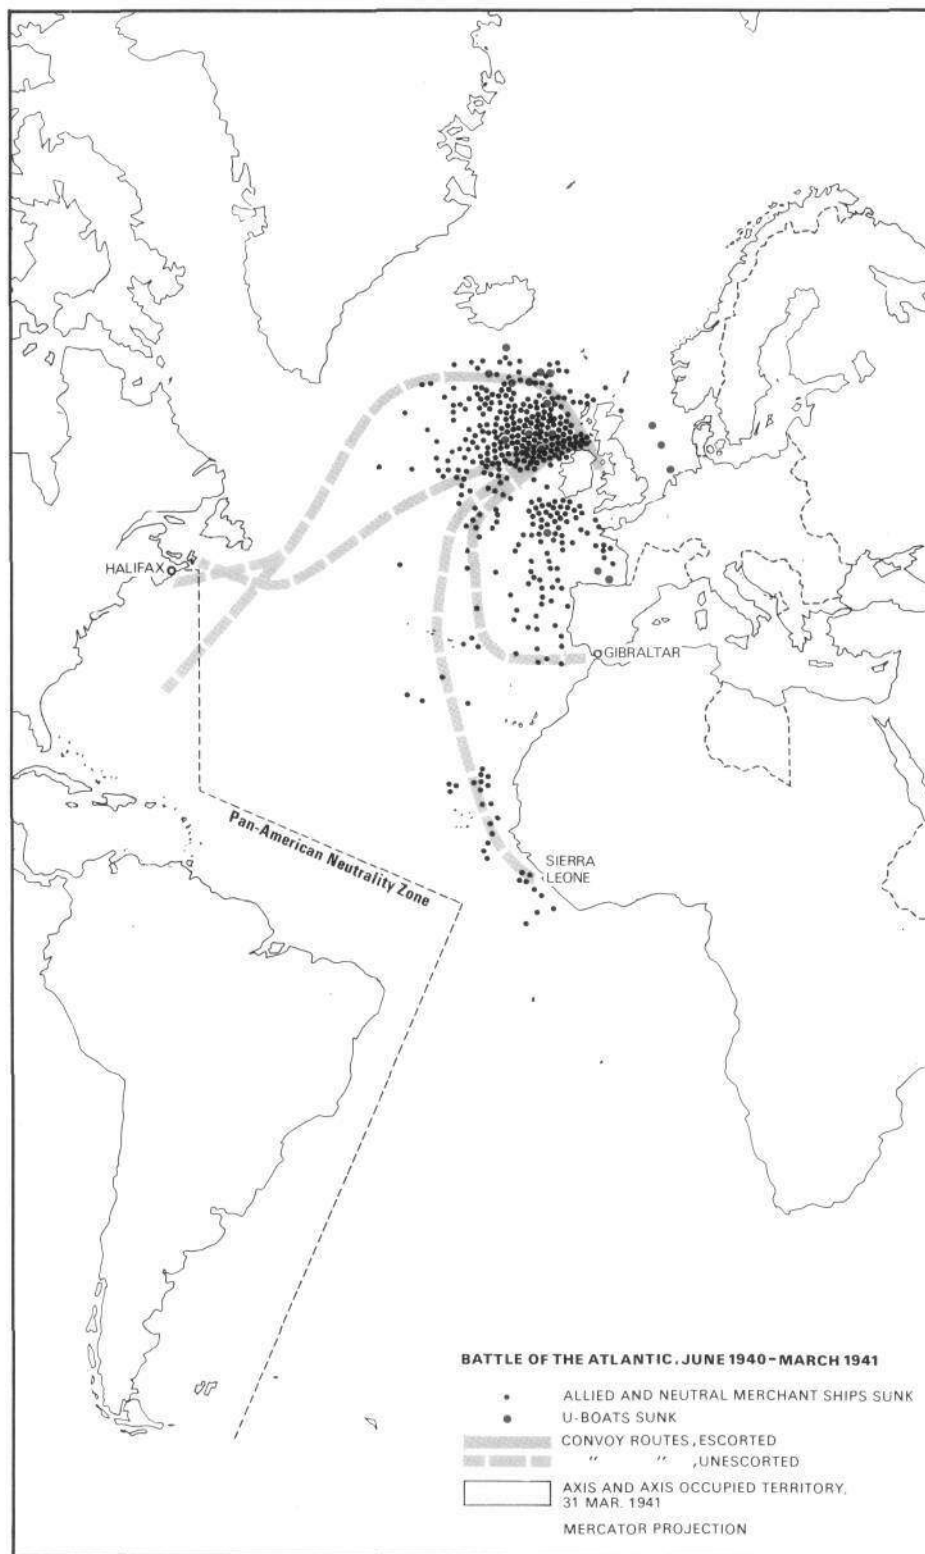 HALIFAX
GIBRALTAR
Pan-American Neutrality Zone
SIERRA
LEONE
BATTLE OF THE ATLANTIC, JUNE 1940-MARCH 1941
ALLIED AND NEUTRAL MERCHANT SHIPS SUNK
U-BOATS SUNK
CONVOY ROUTES, ESCORTED
" " , UNESCORTED
AXIS AND AXIS OCCUPIED TERRITORY,
31 MAR. 1941
MERCATOR PROJECTION